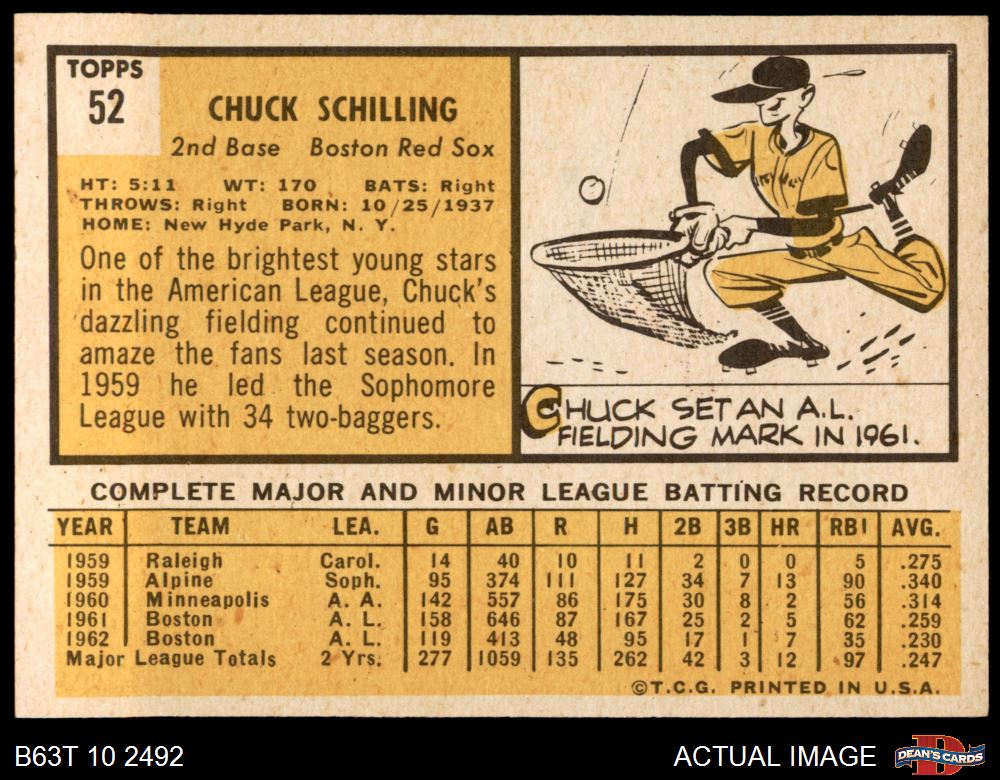 TOPPS
52
CHUCK SCHILLING
2nd Base Boston Red Sox
HT: 5:11 WT: 170 BATS: Right
THROWS: Right BORN: 10/25/1937
HOME: New Hyde Park, N. Y.
One of the brightest young stars
in the American League, Chuck's
dazzling fielding continued to
amaze the fans last season. In
1959 he led the Sophomore
League with 34 two-baggers.
CHUCK SET AN A.L.
FIELDING MARK IN 1961.
COMPLETE MAJOR AND MINOR LEAGUE BATTING RECORD
YEAR TEAM LEA. G AB R H 2B 3B HR RBI AVG.
1959 Raleigh Carol. 14 40 10 11 2 0 0 5 .275
1959 Alpine Soph. 95 374 111 127 34 7 13 90 .340
1960 Minneapolis A. A. 142 557 86 175 30 8 2 56 .314
1961 Boston A. L. 158 646 87 167 25 2 5 62 .259
1962 Boston A. L. 119 413 48 95 17 1 7 35 .230
Major League Totals 2 Yrs. 277 1059 135 262 42 3 12 97 .247
©T.C.G. PRINTED IN U.S.A.
B63T 10 2492 ACTUAL IMAGE DEAN'S CARDS